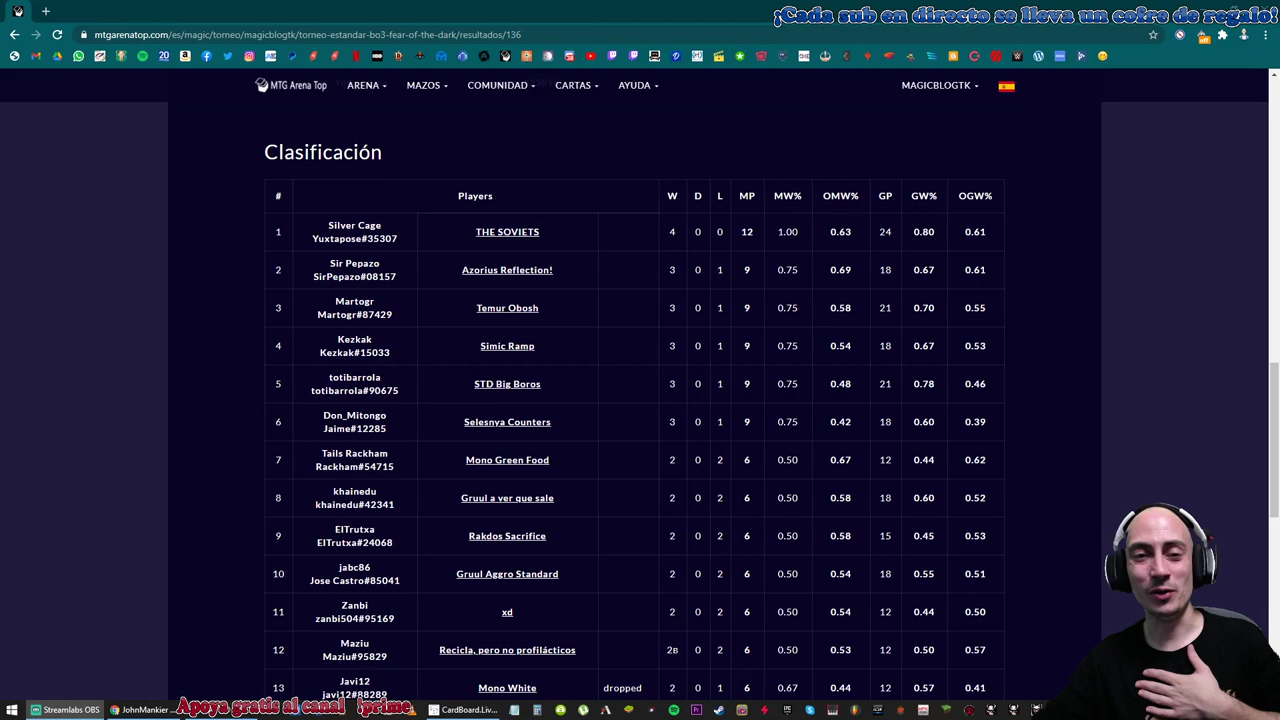 ¡Cada sub en directo se lleva un cofre de regalo!
mtgarenatop.com/es/magic/torneo/magicblogtk/torneo-estandar-bo3-fear-of-the-dark/resultados/136
MTG Arena Top ARENA MAZOS COMUNIDAD CARTAS AYUDA MAGICBLOGTK
Clasificación
# Players W D L MP MW% OMW% GP GW% OGW%
Silver Cage
1 Yuxtapose#35307 THE SOVIETS 4 0 0 12 1.00 0.63 24 0.80 0.61
Sir Pepazo
2 SirPepazo#08157 Azorius Reflection! 3 0 1 9 0.75 0.69 18 0.67 0.61
Martogr
3 Martogr#87429 Temur Obosh 3 0 1 9 0.75 0.58 21 0.70 0.55
Kezkak
4 Kezkak#15033 Simic Ramp 3 0 1 9 0.75 0.54 18 0.67 0.53
totibarrola
5 totibarrola#90675 STD Big Boros 3 0 1 9 0.75 0.48 21 0.78 0.46
Don_Mitongo
6 Jaime#12285 Selesnya Counters 3 0 1 9 0.75 0.42 18 0.60 0.39
Tails Rackham
7 Rackham#54715 Mono Green Food 2 0 2 6 0.50 0.67 12 0.44 0.62
khainedu
8 khainedu#42341 Gruul a ver que sale 2 0 2 6 0.50 0.58 18 0.60 0.52
ElTrutxa
9 ElTrutxa#24068 Rakdos Sacrifice 2 0 2 6 0.50 0.58 15 0.45 0.53
jabc86
10 Jose Castro#85041 Gruul Aggro Standard 2 0 2 6 0.50 0.54 18 0.55 0.51
Zanbi
11 zanbi504#95169 xd 2 0 2 6 0.50 0.54 12 0.44 0.50
Maziu
12 Maziu#95829 Recicla, pero no profilácticos 2B 0 2 6 0.50 0.53 12 0.50 0.57
Javi12
13 javi12#88289 Mono White dropped 2 0 1 6 0.67 0.44 12 0.57 0.41
Streamlabs OBS JohnMankier Apoya gratis al canal !prime CardBoard.Liv...